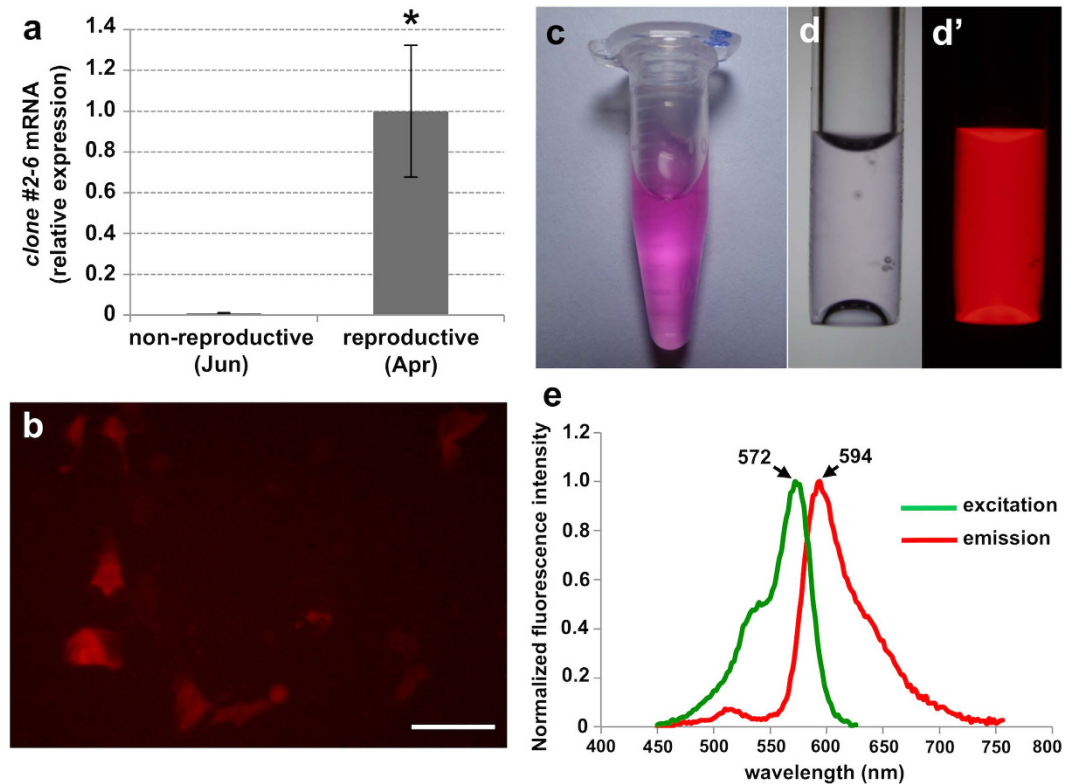 a
1.4
1.2
1.0
0.8
0.6
0.4
0.2
0
*
clone #2-6 mRNA
(relative expression)
non-reproductive
(Jun)
reproductive
(Apr)
b
c
d
d’
e
Normalized fluorescence intensity
1.2
1
0.8
0.6
0.4
0.2
0
572
594
excitation
emission
400 450 500 550 600 650 700 750 800
wavelength (nm)